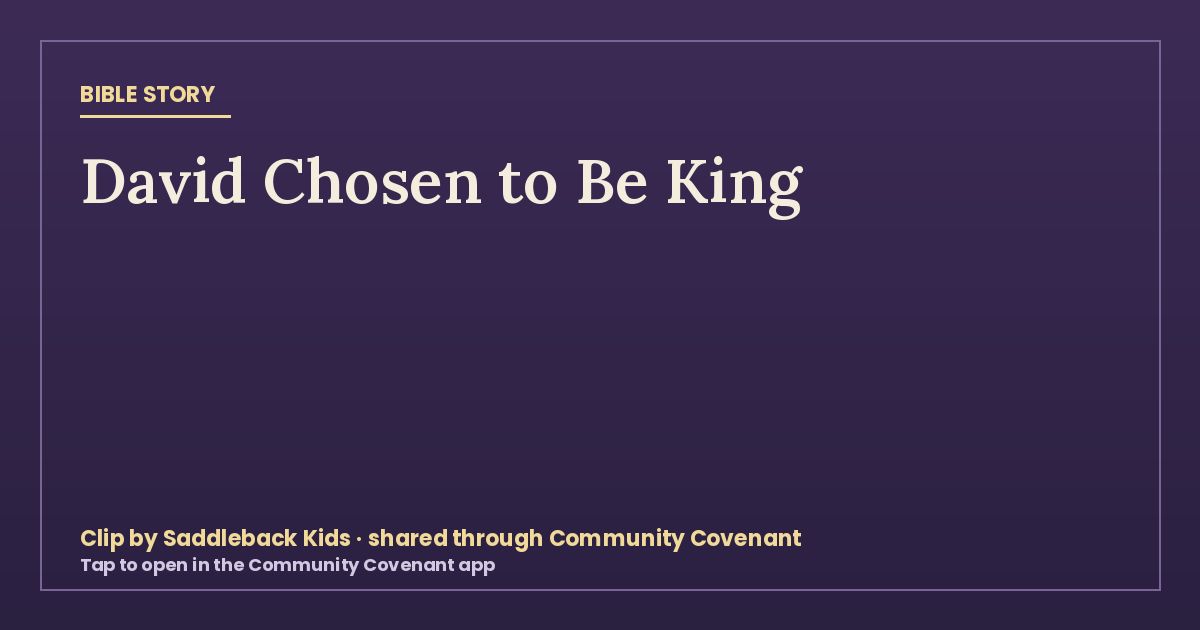 BIBLE STORY
David Chosen to Be King
Clip by Saddleback Kids · shared through Community Covenant
Tap to open in the Community Covenant app